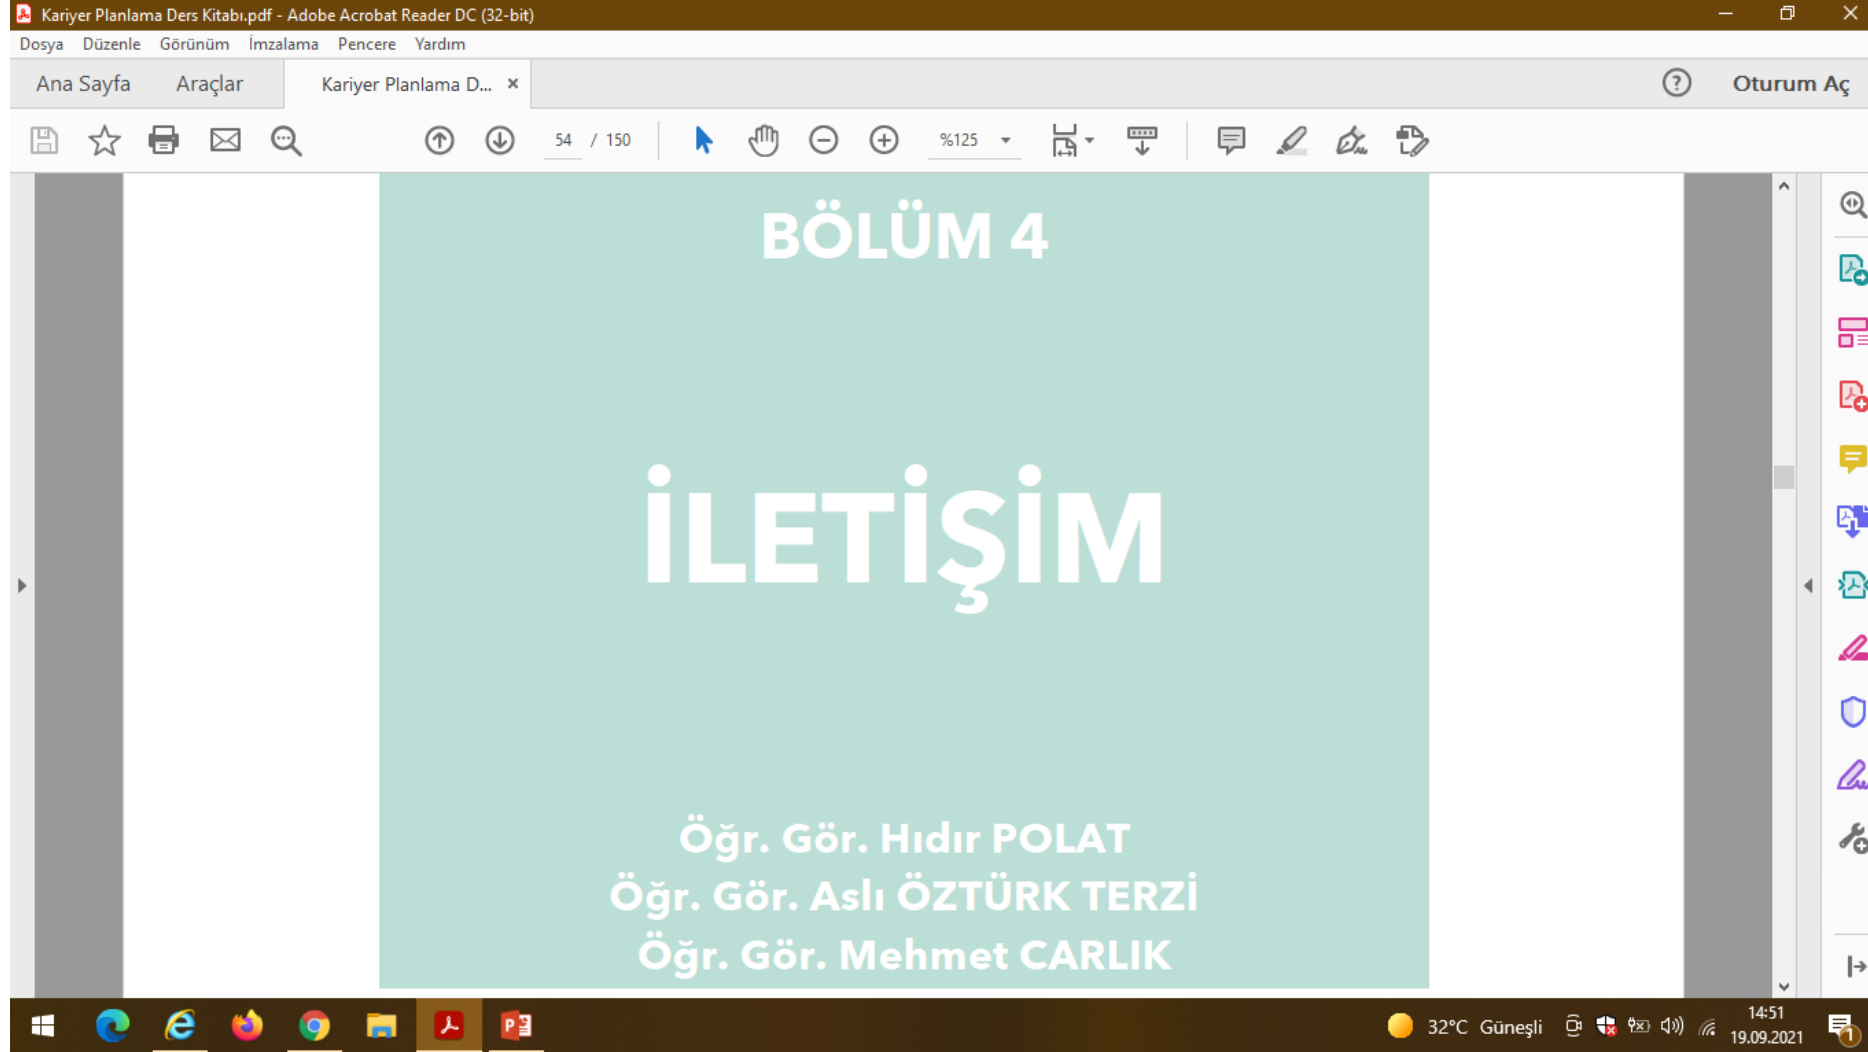 Kariyer Planlama Ders Kitabı.pdf - Adobe Acrobat Reader DC (32-bit)
Dosya Düzenle Görünüm İmzalama Pencere Yardım
Ana Sayfa Araçlar Kariyer Planlama D... Oturum Aç
54 / 150 %125
BÖLÜM 4
İLETİŞİM
Öğr. Gör. Hıdır POLAT
Öğr. Gör. Aslı ÖZTÜRK TERZİ
Öğr. Gör. Mehmet CARLIK
32°C Güneşli
14:51
19.09.2021
1